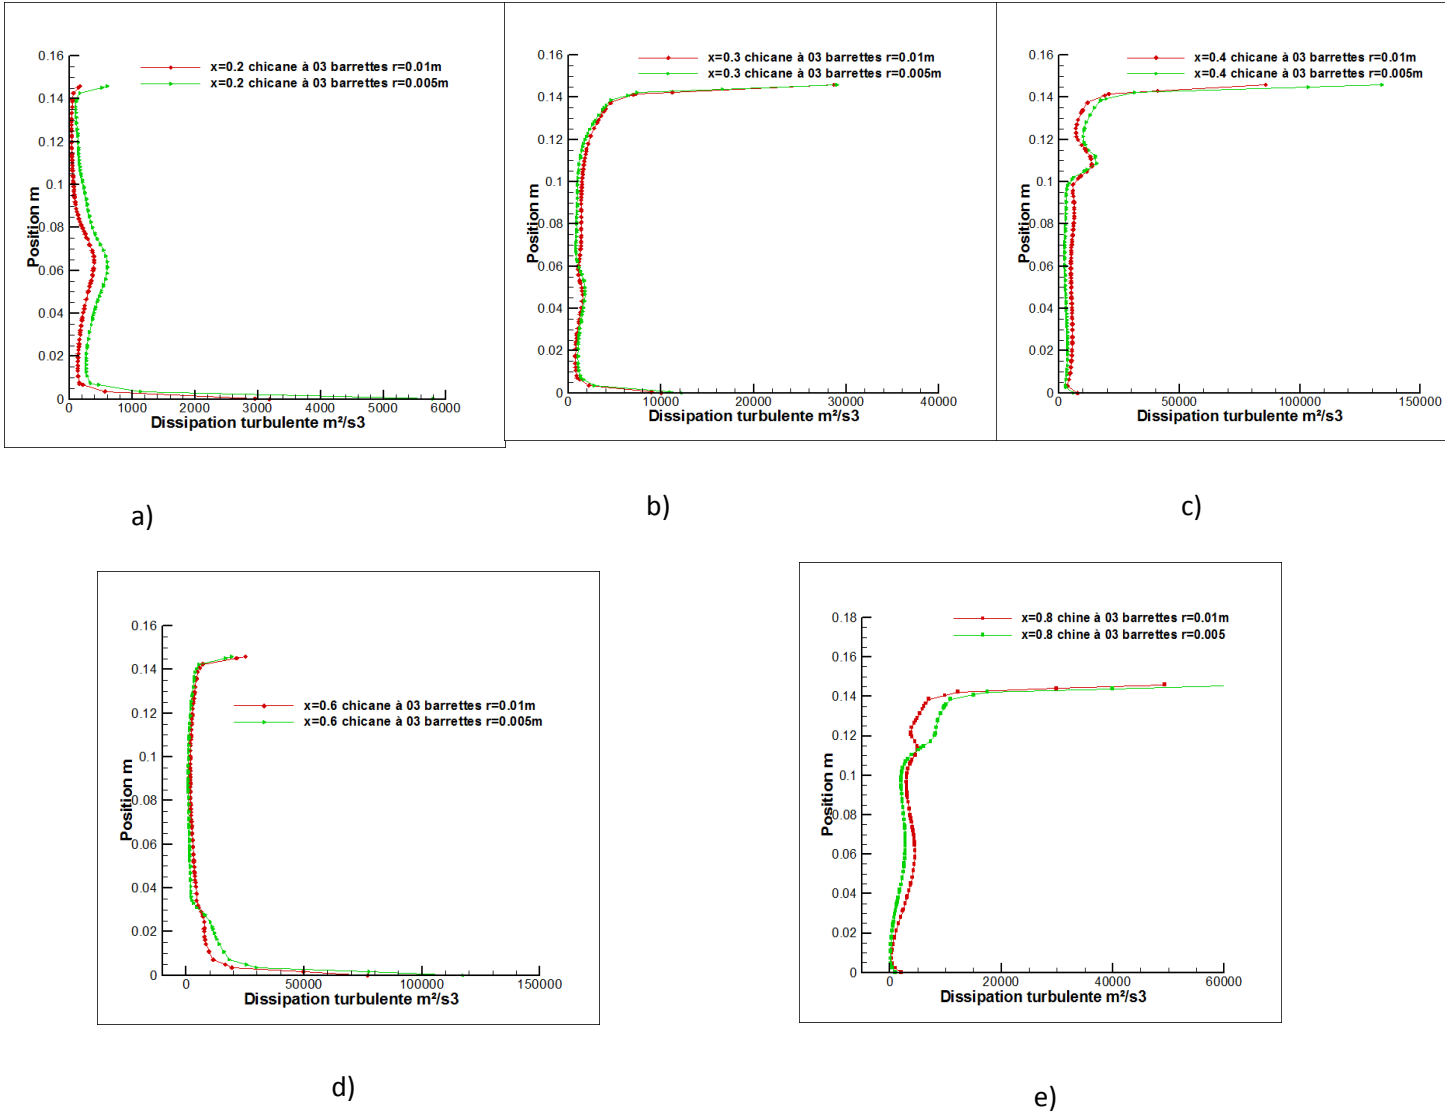 x=0.2 chicane à 03 barrettes r=0.01m
x=0.2 chicane à 03 barrettes r=0.005m
0.16
0.14
0.12
0.1
0.08
0.06
0.04
0.02
0
Position m
0 1000 2000 3000 4000 5000 6000
Dissipation turbulente m²/s3
x=0.3 chicane à 03 barrettes r=0.01m
x=0.3 chicane à 03 barrettes r=0.005m
0.16
0.14
0.12
0.1
0.08
0.06
0.04
0.02
0
Position m
0 10000 20000 30000 40000
Dissipation turbulente m²/s3
x=0.4 chicane à 03 barrettes r=0.01m
x=0.4 chicane à 03 barrettes r=0.005m
0.16
0.14
0.12
0.1
0.08
0.06
0.04
0.02
0
Position m
0 50000 100000 150000
Dissipation turbulente m²/s3
a)
b)
c)
x=0.6 chicane à 03 barrettes r=0.01m
x=0.6 chicane à 03 barrettes r=0.005m
0.16
0.14
0.12
0.1
0.08
0.06
0.04
0.02
0
Position m
0 50000 100000 150000
Dissipation turbulente m²/s3
x=0.8 chine à 03 barrettes r=0.01m
x=0.8 chine à 03 barrettes r=0.005
0.18
0.16
0.14
0.12
0.1
0.08
0.06
0.04
0.02
0
Position m
0 20000 40000 60000
Dissipation turbulente m²/s3
d)
e)